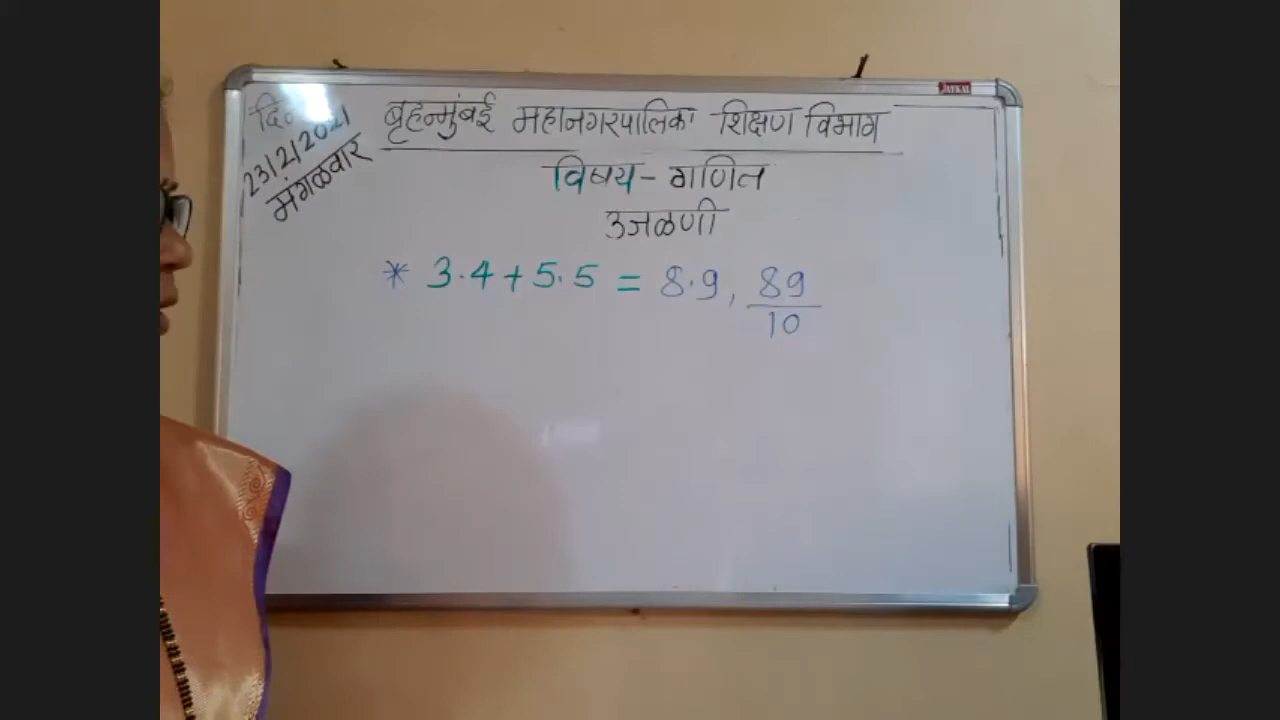 23/2/2021
मंगळवार
बृहन्मुंबई महानगरपालिका शिक्षण विभाग
विषय - गणित
उजळणी
* 3.4 + 5.5 = 8.9, 89/10